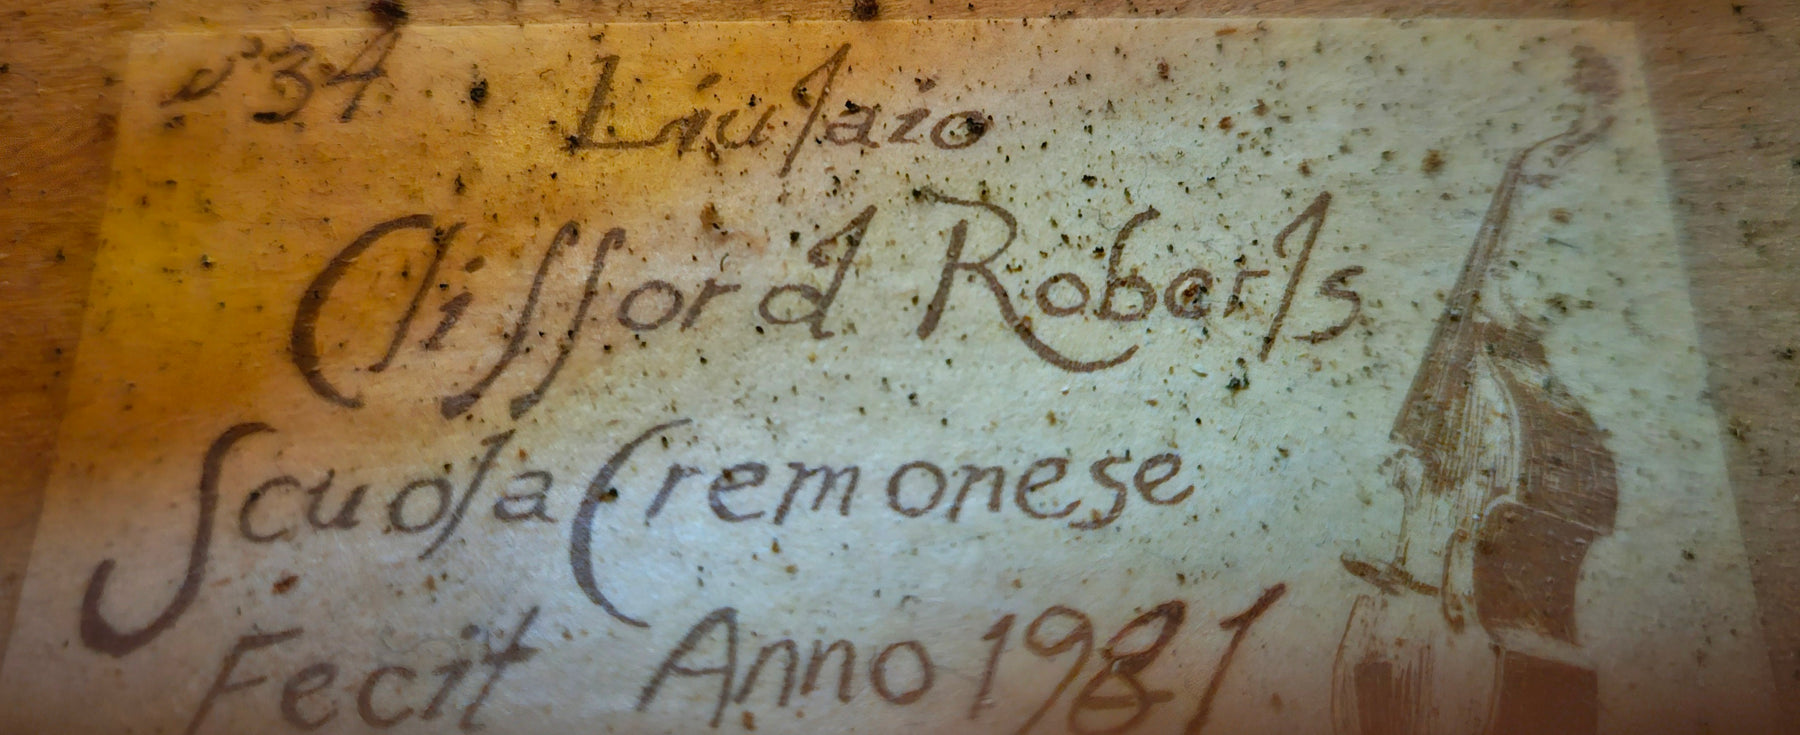 n° 34
Liutaio
Clifford Roberts
Scuola Cremonese
Fecit Anno 1981